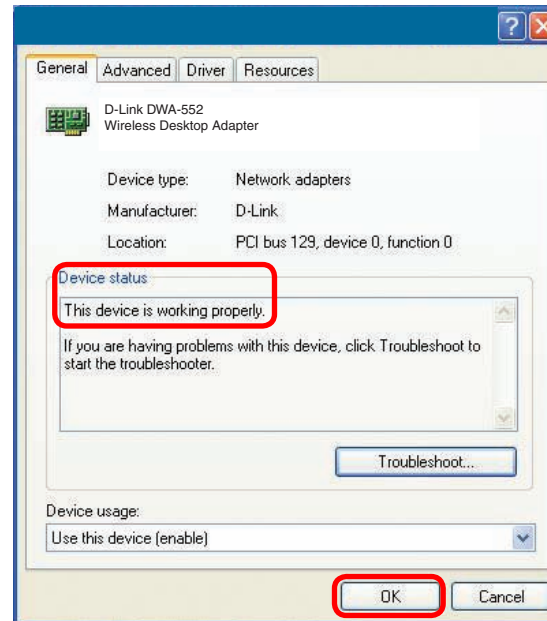 ?
General Advanced Driver Resources
D-Link DWA-552
Wireless Desktop Adapter
Device type: Network adapters
Manufacturer: D-Link
Location: PCI bus 129, device 0, function 0
Device status
This device is working properly.
If you are having problems with this device, click Troubleshoot to
start the troubleshooter.
Troubleshoot...
Device usage:
Use this device (enable)
OK Cancel